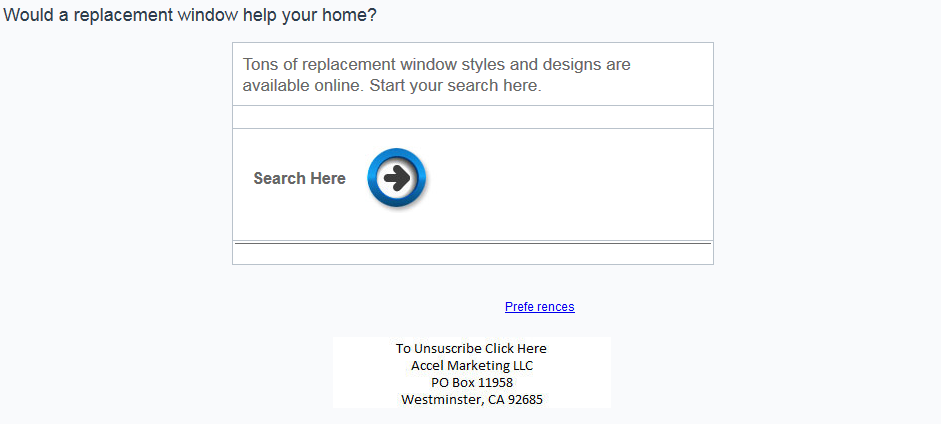 Would a replacement window help your home?
Tons of replacement window styles and designs are
available online. Start your search here.
Search Here
Prefe rences
To Unsuscribe Click Here
Accel Marketing LLC
PO Box 11958
Westminster, CA 92685